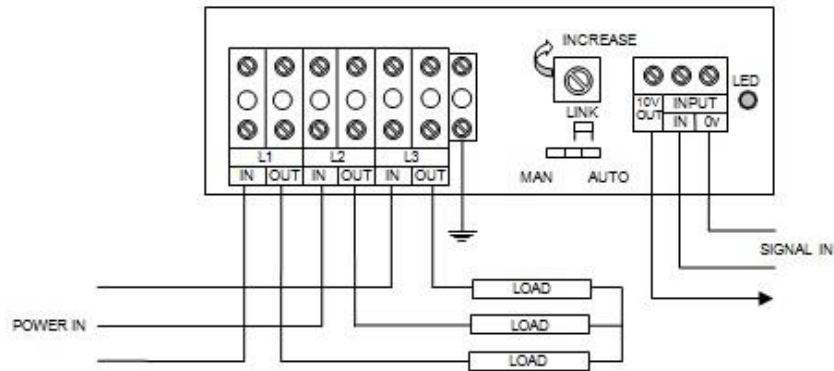 INCREASE
LED
LINK
10V INPUT
OUT IN 0v
L1 L2 L3
IN OUT IN OUT IN OUT
MAN AUTO
SIGNAL IN
LOAD
POWER IN
LOAD
LOAD